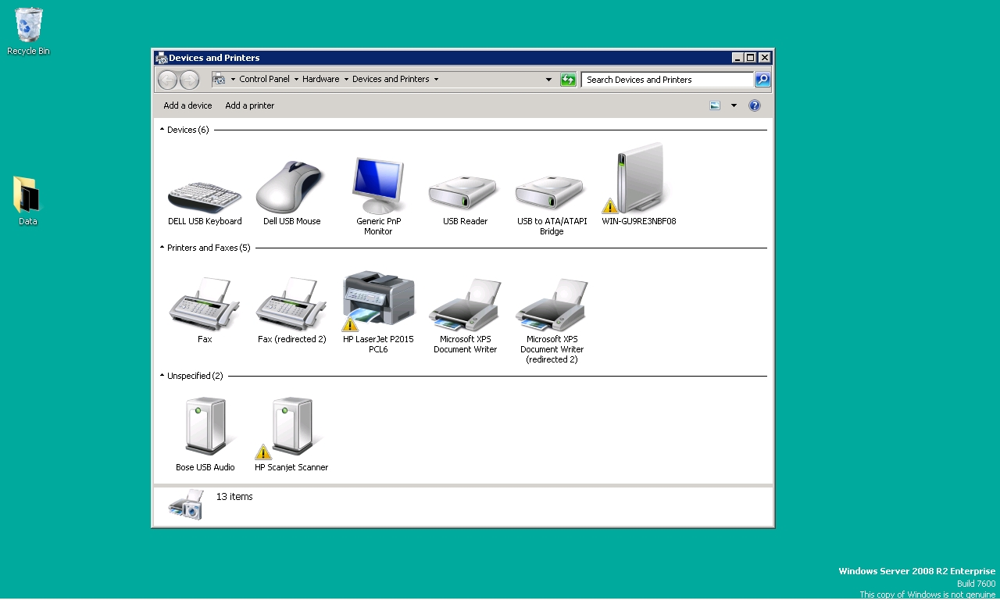 Recycle Bin
Data
Devices and Printers
Control Panel
Hardware
Devices and Printers
Search Devices and Printers
Add a device
Add a printer
Devices (6)
DELL USB Keyboard
Dell USB Mouse
Generic PnP
Monitor
USB Reader
USB to ATA/ATAPI
Bridge
WIN-GU9RE3NBF08
Printers and Faxes (5)
Fax
Fax (redirected 2)
HP LaserJet P2015
PCL6
Microsoft XPS
Document Writer
Microsoft XPS
Document Writer
(redirected 2)
Unspecified (2)
Bose USB Audio
HP Scanjet Scanner
13 items
Windows Server 2008 R2 Enterprise
Build 7600
This copy of Windows is not genuine